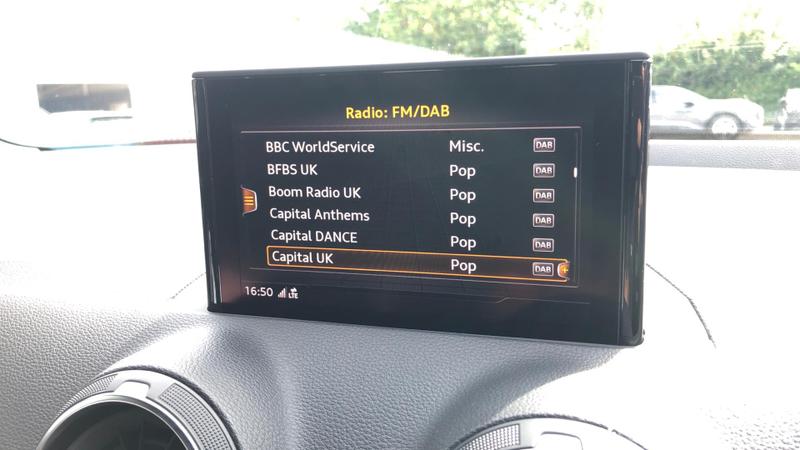 Radio: FM/DAB
BBC WorldService Misc. DAB
BFBS UK Pop DAB
Boom Radio UK Pop DAB
Capital Anthems Pop DAB
Capital DANCE Pop DAB
Capital UK Pop DAB
16:50 LTE